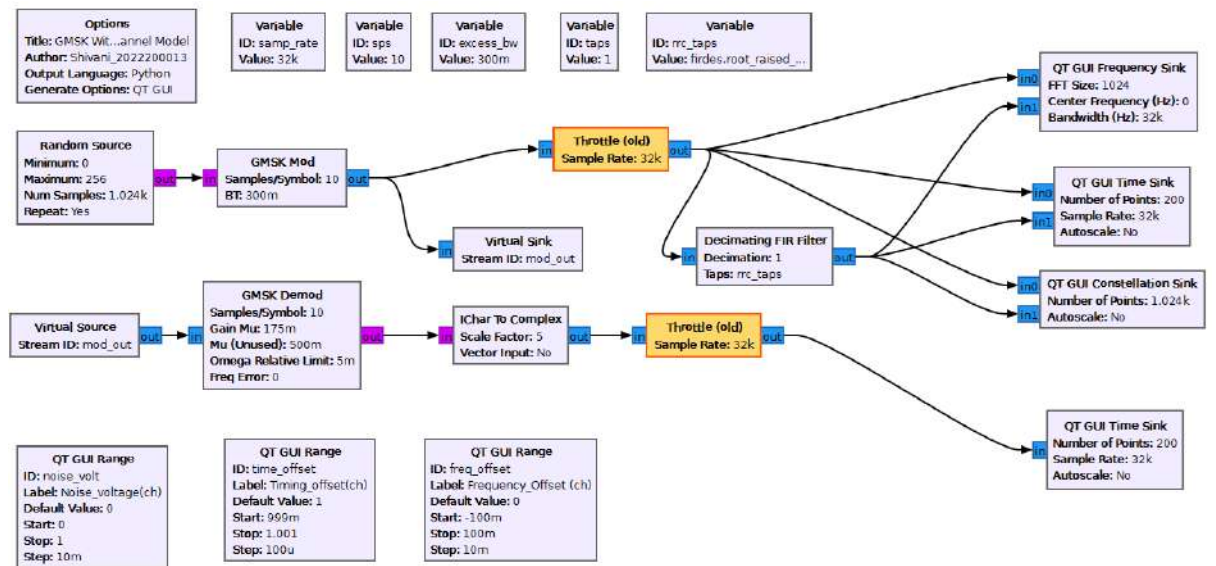 Options
Title: GMSK Wit...annel Model
Author: Shivani_2022200013
Output Language: Python
Generate Options: QT GUI
Variable
ID: samp_rate
Value: 32k
Variable
ID: sps
Value: 10
Variable
ID: excess_bw
Value: 300m
Variable
ID: taps
Value: 1
Variable
ID: rrc_taps
Value: firdes.root_raised_...
in0
in1
QT GUI Frequency Sink
FFT Size: 1024
Center Frequency (Hz): 0
Bandwidth (Hz): 32k
Random Source
Minimum: 0
Maximum: 256
Num Samples: 1.024k
Repeat: Yes
out
in
GMSK Mod
Samples/Symbol: 10
BT: 300m
out
in
Throttle (old)
Sample Rate: 32k
out
in0
in1
QT GUI Time Sink
Number of Points: 200
Sample Rate: 32k
Autoscale: No
in
Virtual Sink
Stream ID: mod_out
in
Decimating FIR Filter
Decimation: 1
Taps: rrc_taps
out
in0
in1
QT GUI Constellation Sink
Number of Points: 1.024k
Autoscale: No
Virtual Source
Stream ID: mod_out
out
in
GMSK Demod
Samples/Symbol: 10
Gain Mu: 175m
Mu (Unused): 500m
Omega Relative Limit: 5m
Freq Error: 0
out
in
IChar To Complex
Scale Factor: 5
Vector Input: No
out
in
Throttle (old)
Sample Rate: 32k
out
in
QT GUI Time Sink
Number of Points: 200
Sample Rate: 32k
Autoscale: No
QT GUI Range
ID: noise_volt
Label: Noise_voltage(ch)
Default Value: 0
Start: 0
Stop: 1
Step: 10m
QT GUI Range
ID: time_offset
Label: Timing_offset(ch)
Default Value: 1
Start: 999m
Stop: 1.001
Step: 100u
QT GUI Range
ID: freq_offset
Label: Frequency_Offset (ch)
Default Value: 0
Start: -100m
Stop: 100m
Step: 10m